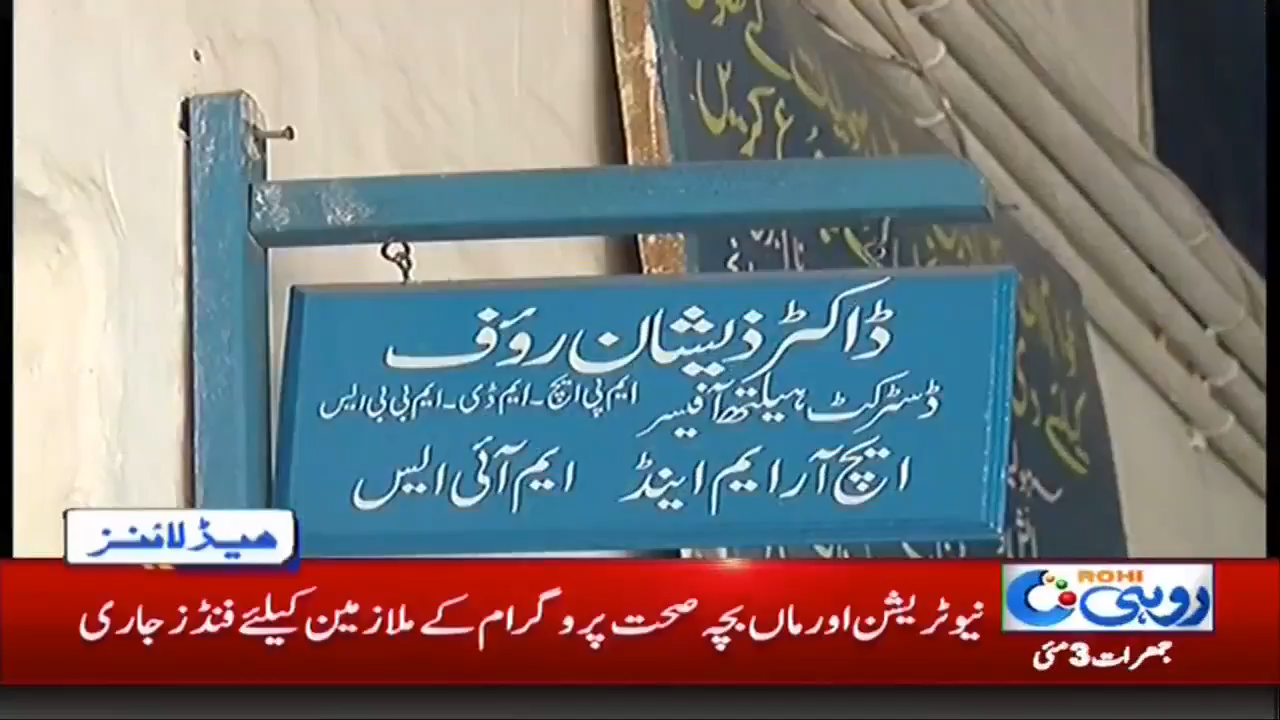 کریں
ڈاکٹر ذیشان رؤف
ڈسٹرکٹ ہیلتھ آفیسر ایم پی ایچ - ایم ڈی - ایم بی بی ایس
ایچ آر ایم اینڈ ایم آئی ایس
ہیڈ لائنز
نیوٹریشن اور ماں بچہ صحت پروگرام کے ملازمین کیلئے فنڈز جاری
ROHI
روہی
جمعرات 3 مئی